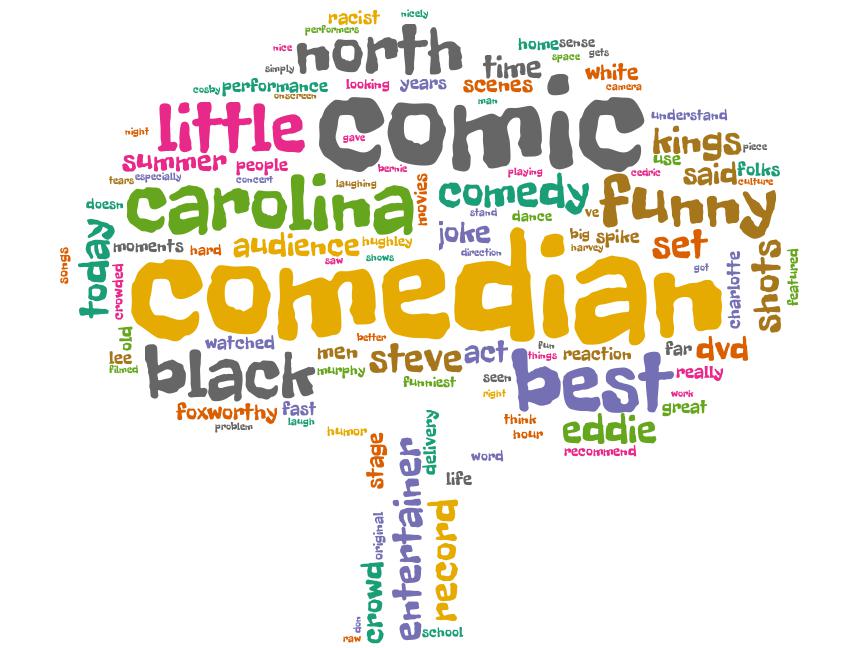 racist
nicely
performers
nice
north
home
sense
gets
space
simply
time
white
cosby
performance
looking
years
scenes
camera
onscreen
man
little
comic
understand
night
gave
kings
piece
summer
people
bernie
use
said
folks
culture
tears
especially
concert
laughing
movies
playing
cedric
doesn
carolina
comedy
funny
stand
dance
ve
today
moments
hard
audience
hughley
joke
big
spike
harvey
set
shots
featured
songs
crowded
saw
shows
direction
got
charlotte
comedian
old
lee
filmed
watched
better
men
murphy
steve
act
fun
things
reaction
far
dvd
black
funniest
seen
right
best
really
work
great
foxworthy
fast
problem
laugh
humor
think
hour
eddie
recommend
stage
delivery
word
life
entertainer
record
original
crowd
don
raw
school